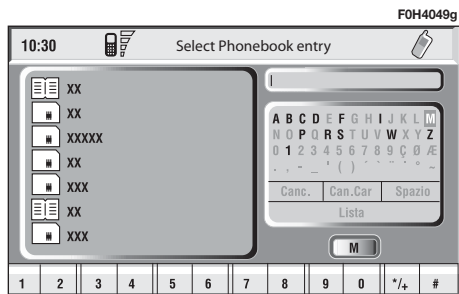 F0H4049g
10:30 Select Phonebook entry
XX
XX
XXXXX
XX
XXX
XX
XXX
A B C D E F G H I J K L M
N O P Q R S T U V W X Y Z
0 1 2 3 4 5 6 7 8 9 Ç Ø Æ
. , - _ ' ( ) ´ ` ¨ ˆ ° ~
Canc. Can.Car Spazio
Lista
M
1 2 3 4 5 6 7 8 9 0 */+ #